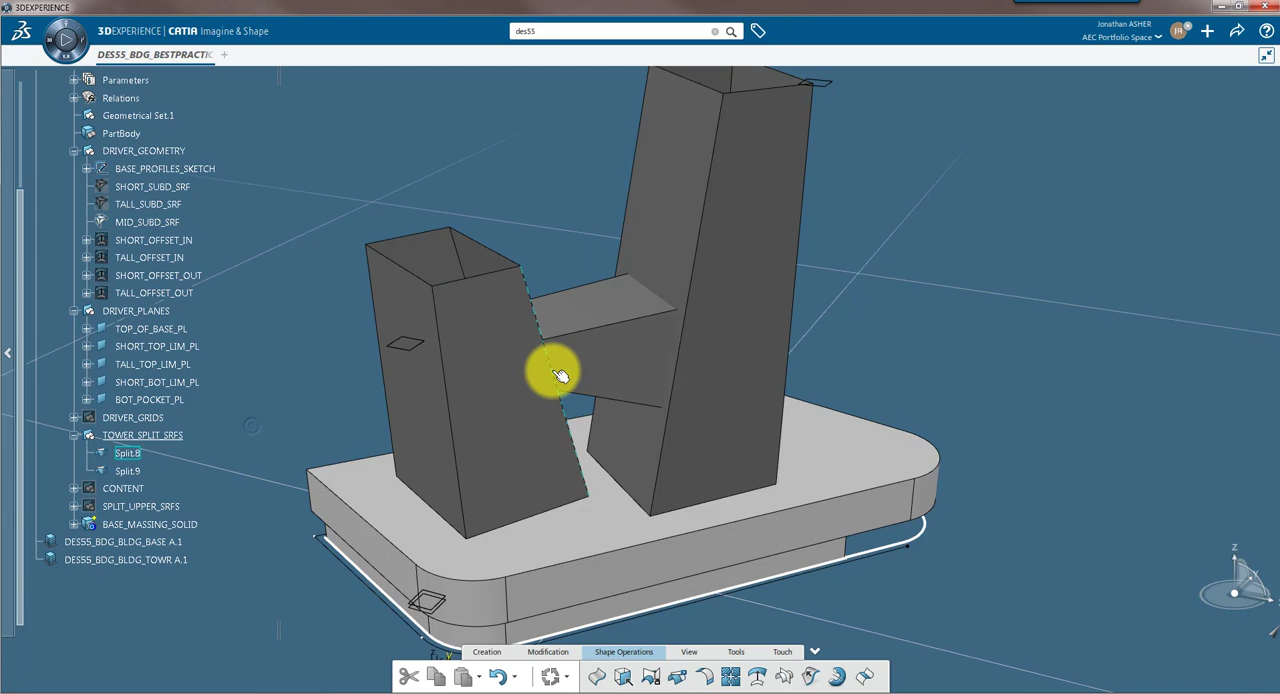 3DEXPERIENCE | CATIA Imagine & Shape
des55
Jonathan ASHER
AEC Portfolio Space
DES55_BDG_BESTPRACTIC
Parameters
Relations
Geometrical Set.1
PartBody
DRIVER_GEOMETRY
BASE_PROFILES_SKETCH
SHORT_SUBD_SRF
TALL_SUBD_SRF
MID_SUBD_SRF
SHORT_OFFSET_IN
TALL_OFFSET_IN
SHORT_OFFSET_OUT
TALL_OFFSET_OUT
DRIVER_PLANES
TOP_OF_BASE_PL
SHORT_TOP_LIM_PL
TALL_TOP_LIM_PL
SHORT_BOT_LIM_PL
BOT_POCKET_PL
DRIVER_GRIDS
TOWER_SPLIT_SRFS
Split.8
Split.9
CONTENT
SPLIT_UPPER_SRFS
BASE_MASSING_SOLID
DES55_BDG_BLDG_BASE A.1
DES55_BDG_BLDG_TOWR A.1
Z
Creation Modification Shape Operations View Tools Touch